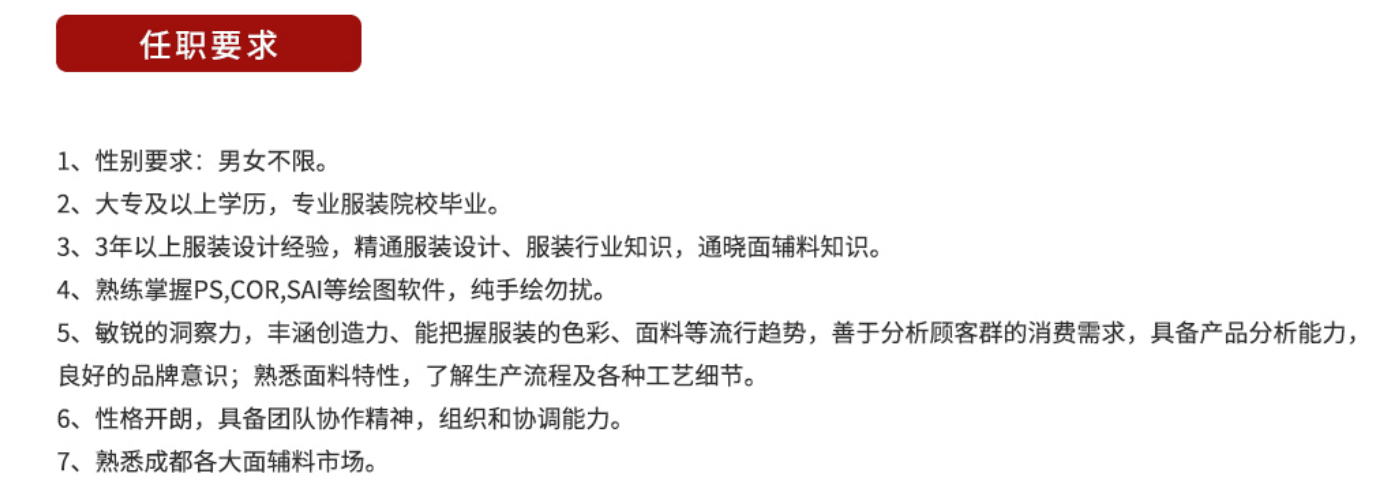 任职要求
1、性别要求：男女不限。
2、大专及以上学历，专业服装院校毕业。
3、3年以上服装设计经验，精通服装设计、服装行业知识，通晓面辅料知识。
4、熟练掌握PS,COR,SAI等绘图软件，纯手绘勿扰。
5、敏锐的洞察力，丰涵创造力、能把握服装的色彩、面料等流行趋势，善于分析顾客群的消费需求，具备产品分析能力，
良好的品牌意识；熟悉面料特性，了解生产流程及各种工艺细节。
6、性格开朗，具备团队协作精神，组织和协调能力。
7、熟悉成都各大面辅料市场。